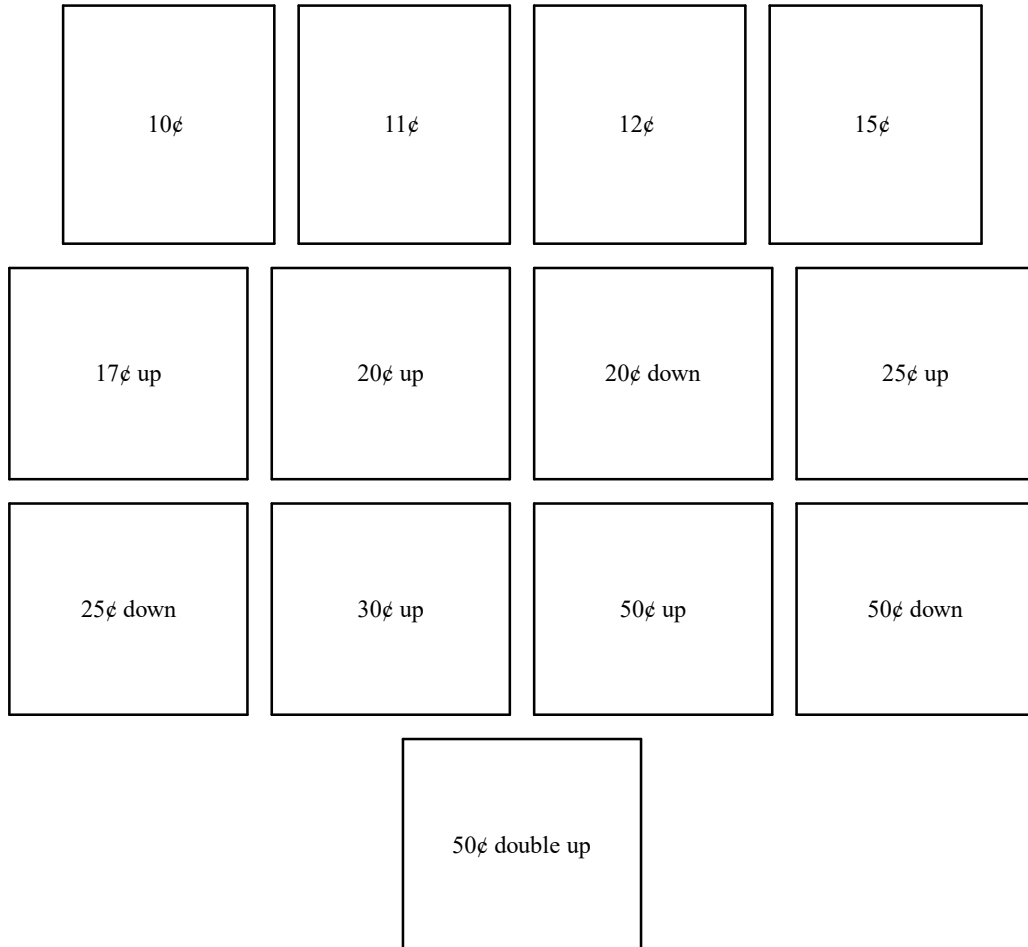 10¢
11¢
12¢
15¢
17¢ up
20¢ up
20¢ down
25¢ up
25¢ down
30¢ up
50¢ up
50¢ down
50¢ double up